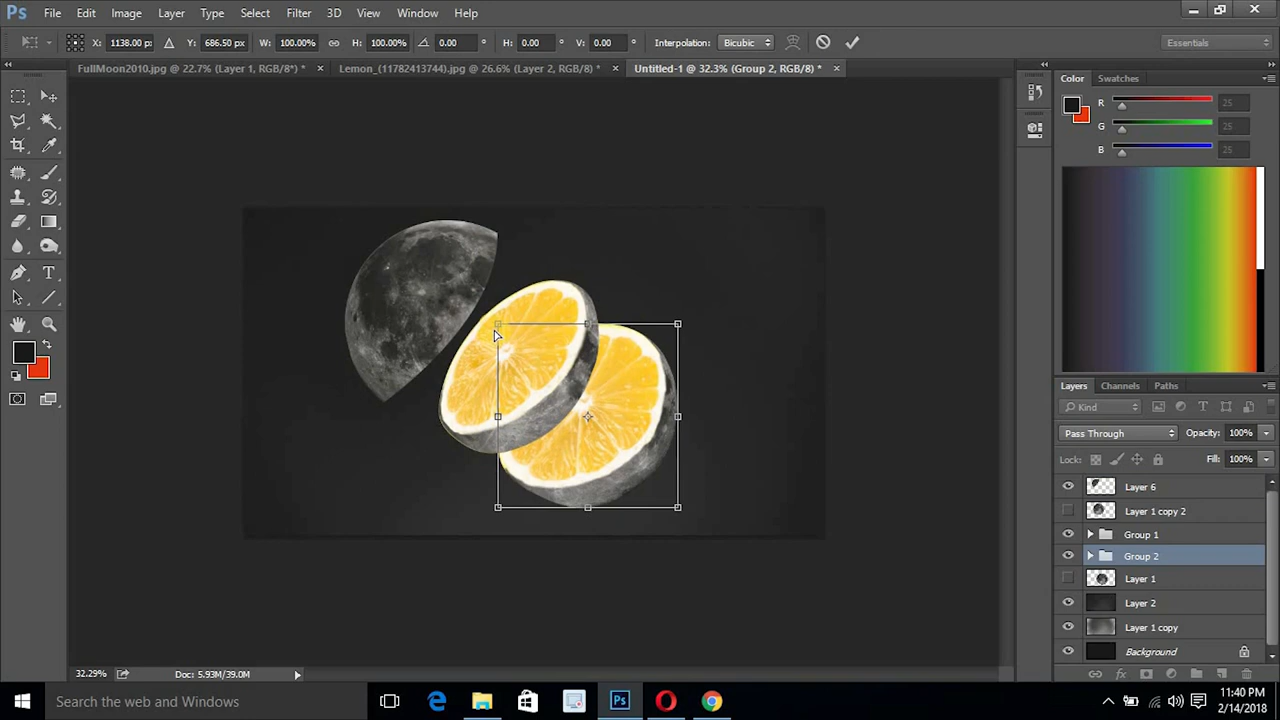 Ps File Edit Image Layer Type Select Filter 3D View Window Help
X: 1138.00 px Y: 686.50 px W: 100.00% H: 100.00% 0.00 ° H: 0.00 ° V: 0.00 ° Interpolation: Bicubic Essentials
FullMoon2010.jpg @ 22.7% (Layer 1, RGB/8*) * × Lemon_(11782413744).jpg @ 26.6% (Layer 2, RGB/8) * × Untitled-1 @ 32.3% (Group 2, RGB/8) * ×
Color Swatches
R 25
G 25
B 25
Layers Channels Paths
Kind
Pass Through Opacity: 100%
Lock: Fill: 100%
Layer 6
Layer 1 copy 2
Group 1
Group 2
Layer 1
Layer 2
Layer 1 copy
Background
32.29% Doc: 5.93M/39.0M
Search the web and Windows
Ps
11:40 PM
2/14/2018